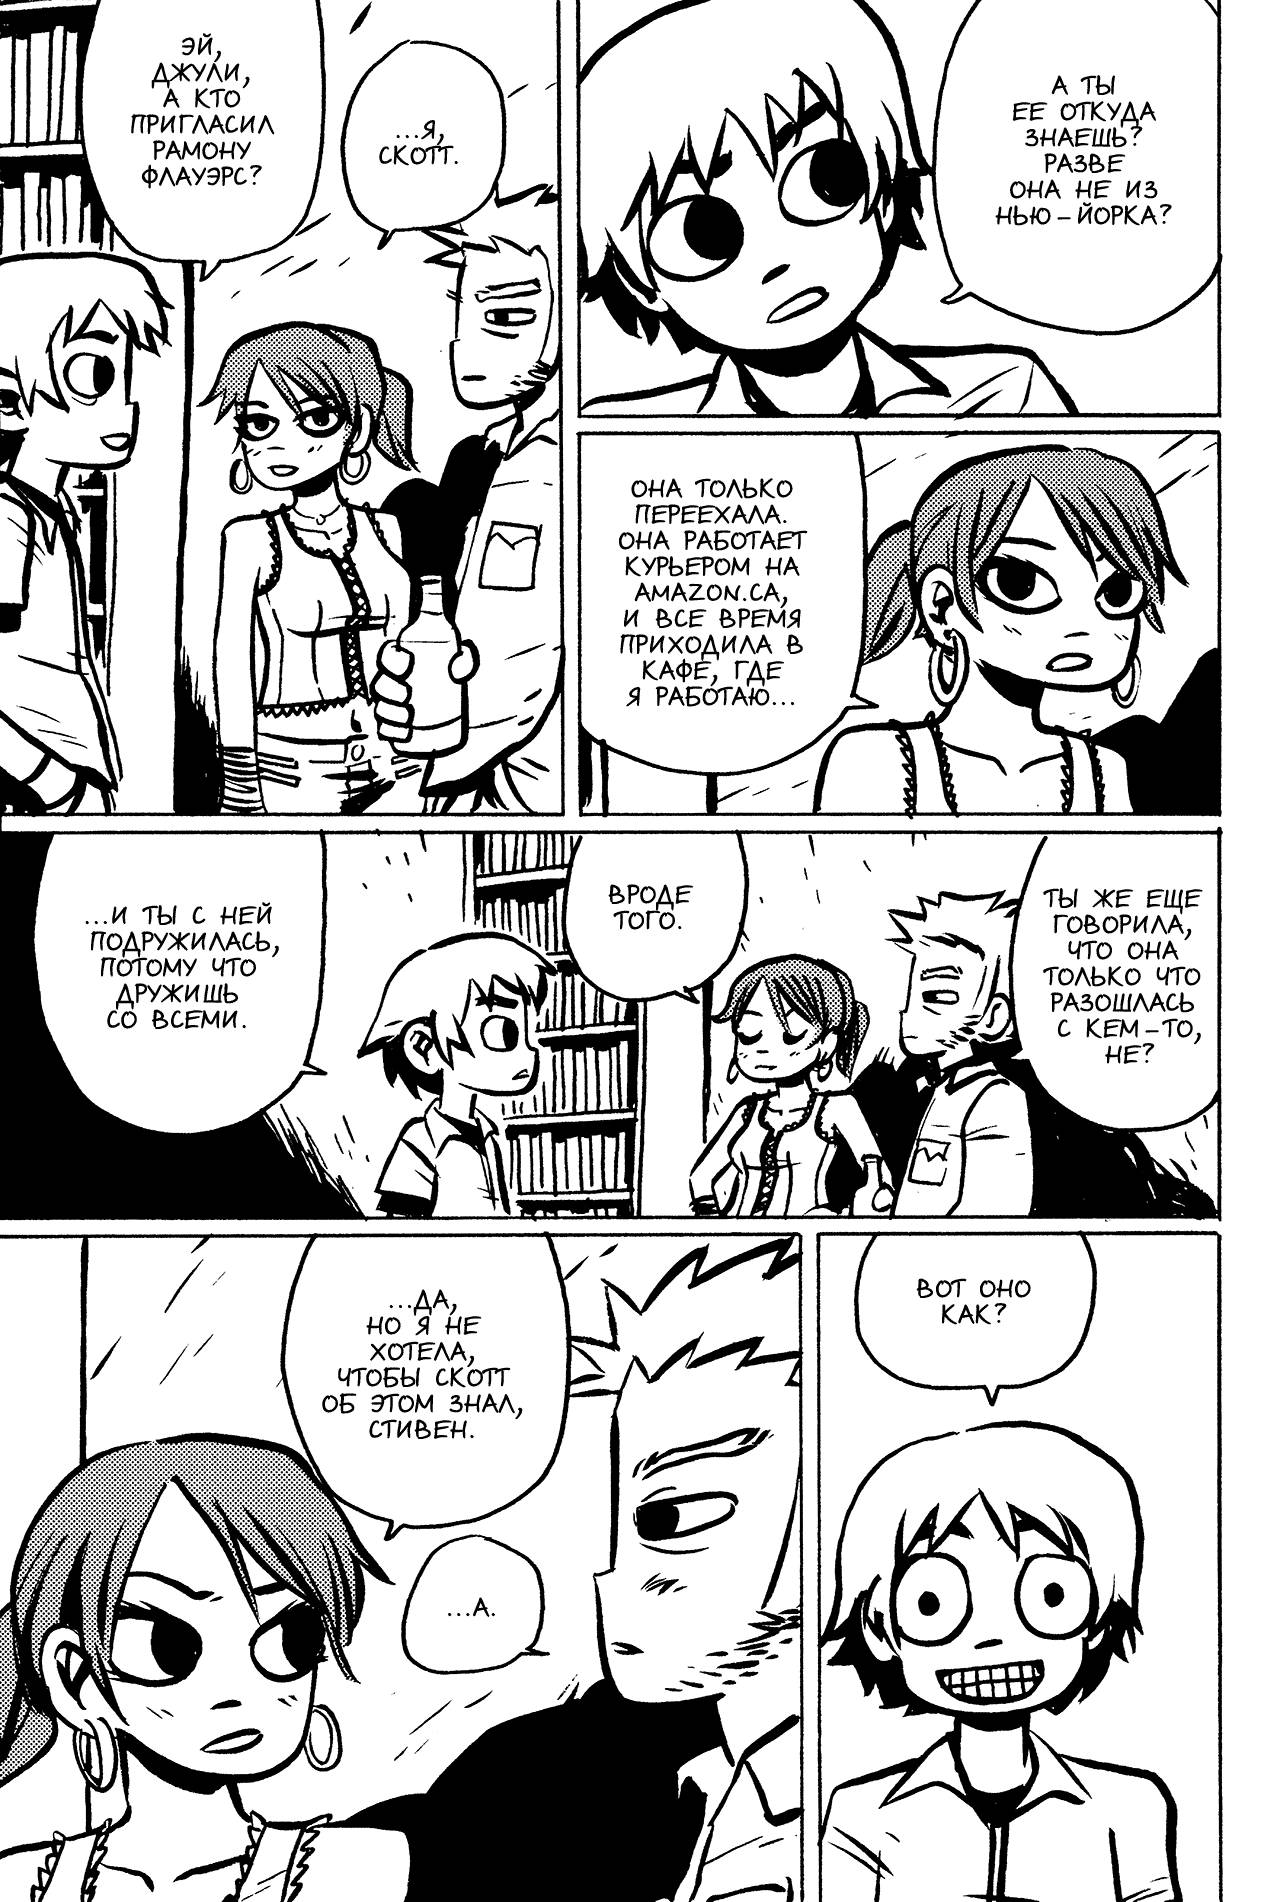 ЭЙ,
ДЖУЛИ,
А КТО
ПРИГЛАСИЛ
РАМОНУ
ФЛАУЭРС?
...Я,
СКОТТ.
А ТЫ
ЕЕ ОТКУДА
ЗНАЕШЬ?
РАЗВЕ
ОНА НЕ ИЗ
НЬЮ-ЙОРКА?
ОНА ТОЛЬКО
ПЕРЕЕХАЛА.
ОНА РАБОТАЕТ
КУРЬЕРОМ НА
AMAZON.CA,
И ВСЕ ВРЕМЯ
ПРИХОДИЛА В
КАФЕ, ГДЕ
Я РАБОТАЮ...
...И ТЫ С НЕЙ
ПОДРУЖИЛАСЬ,
ПОТОМУ ЧТО
ДРУЖИШЬ
СО ВСЕМИ.
ВРОДЕ
ТОГО.
ТЫ ЖЕ ЕЩЕ
ГОВОРИЛА,
ЧТО ОНА
ТОЛЬКО ЧТО
РАЗОШЛАСЬ
С КЕМ-ТО,
НЕ?
...ДА,
НО Я НЕ
ХОТЕЛА,
ЧТОБЫ СКОТТ
ОБ ЭТОМ ЗНАЛ,
СТИВЕН.
...А.
ВОТ ОНО
КАК?